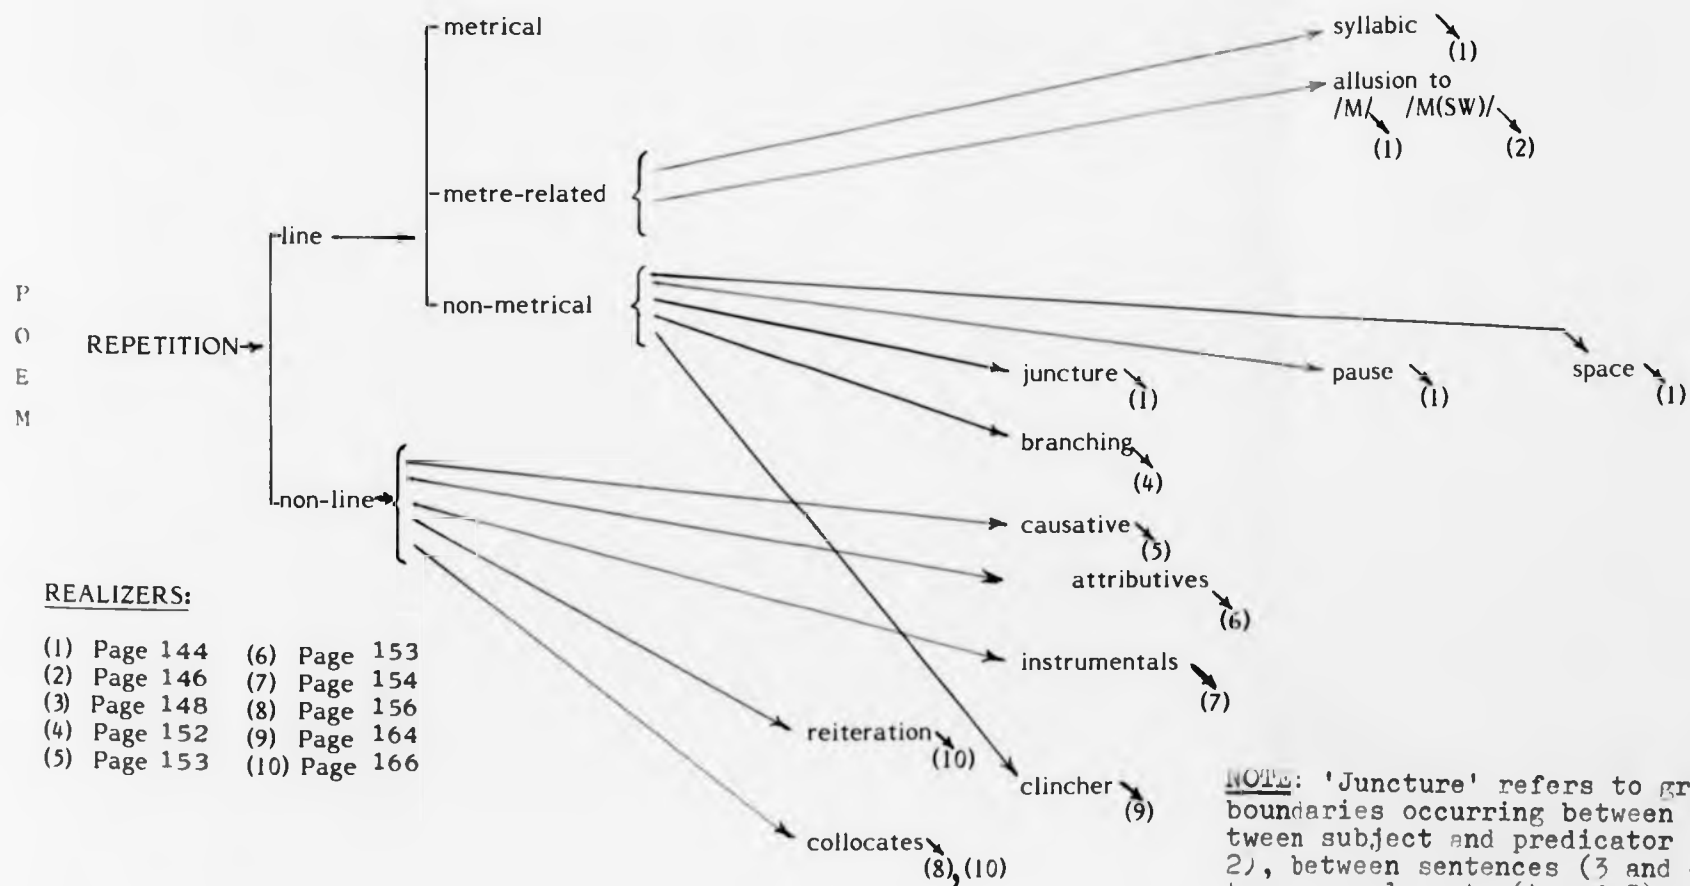 metrical
syllabic
(1)
allusion to
/M/ /M(SW)/
(1) (2)
metre-related
line
non-metrical
P
O
E
M
REPETITION
juncture
(1)
pause
(1)
space
(1)
branching
(4)
non-line
causative
(5)
attributives
(6)
instrumentals
(7)
reiteration
(10)
clincher
(9)
collocates
(8), (10)
REALIZERS:
(1) Page 144 (6) Page 153
(2) Page 146 (7) Page 154
(3) Page 148 (8) Page 156
(4) Page 152 (9) Page 164
(5) Page 153 (10) Page 166
NOTE: 'Juncture' refers to
boundaries occurring between
tween subject and predicator
2), between sentences (3 and